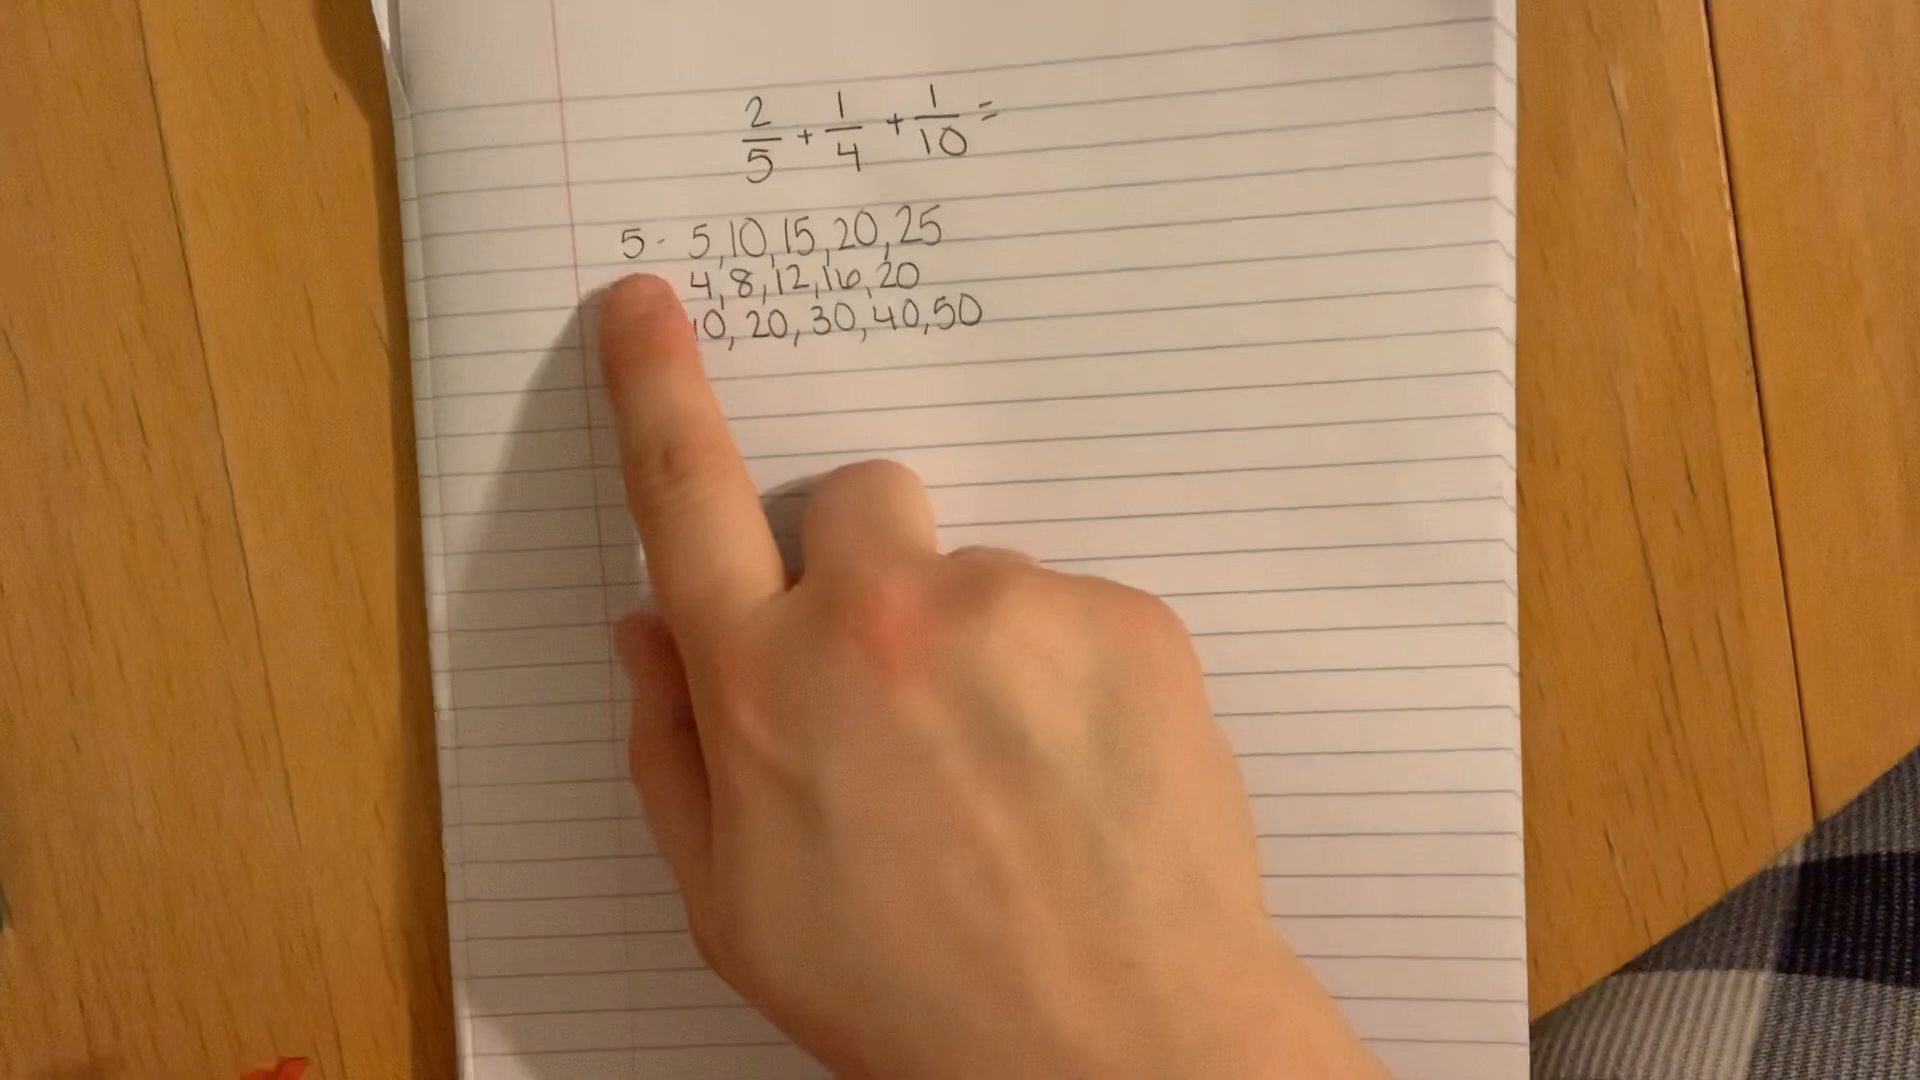 2/5 + 1/4 + 1/10 =
5 - 5, 10, 15, 20, 25
4, 8, 12, 16, 20
10, 20, 30, 40, 50